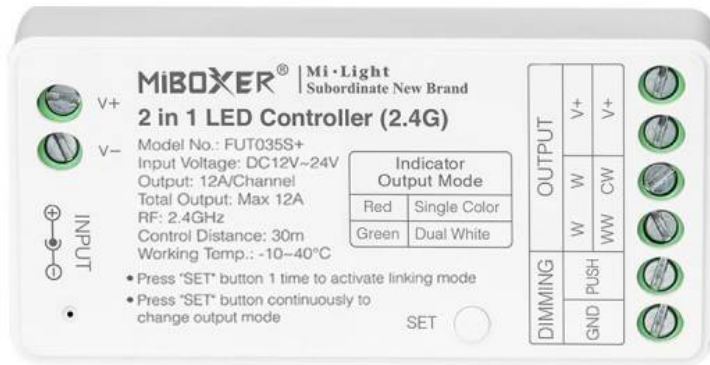 MIBOXER® | Mi·Light
Subordinate New Brand
2 in 1 LED Controller (2.4G)
Model No.: FUT035S+
Input Voltage: DC12V~24V
Output: 12A/Channel
Total Output: Max 12A
RF: 2.4GHz
Control Distance: 30m
Working Temp.: -10~40°C
• Press "SET" button 1 time to activate linking mode
• Press "SET" button continuously to
change output mode
V+
V−
INPUT
Indicator
Output Mode
Red Single Color
Green Dual White
SET
OUTPUT
V+ V+
W CW
W WW
DIMMING
PUSH
GND